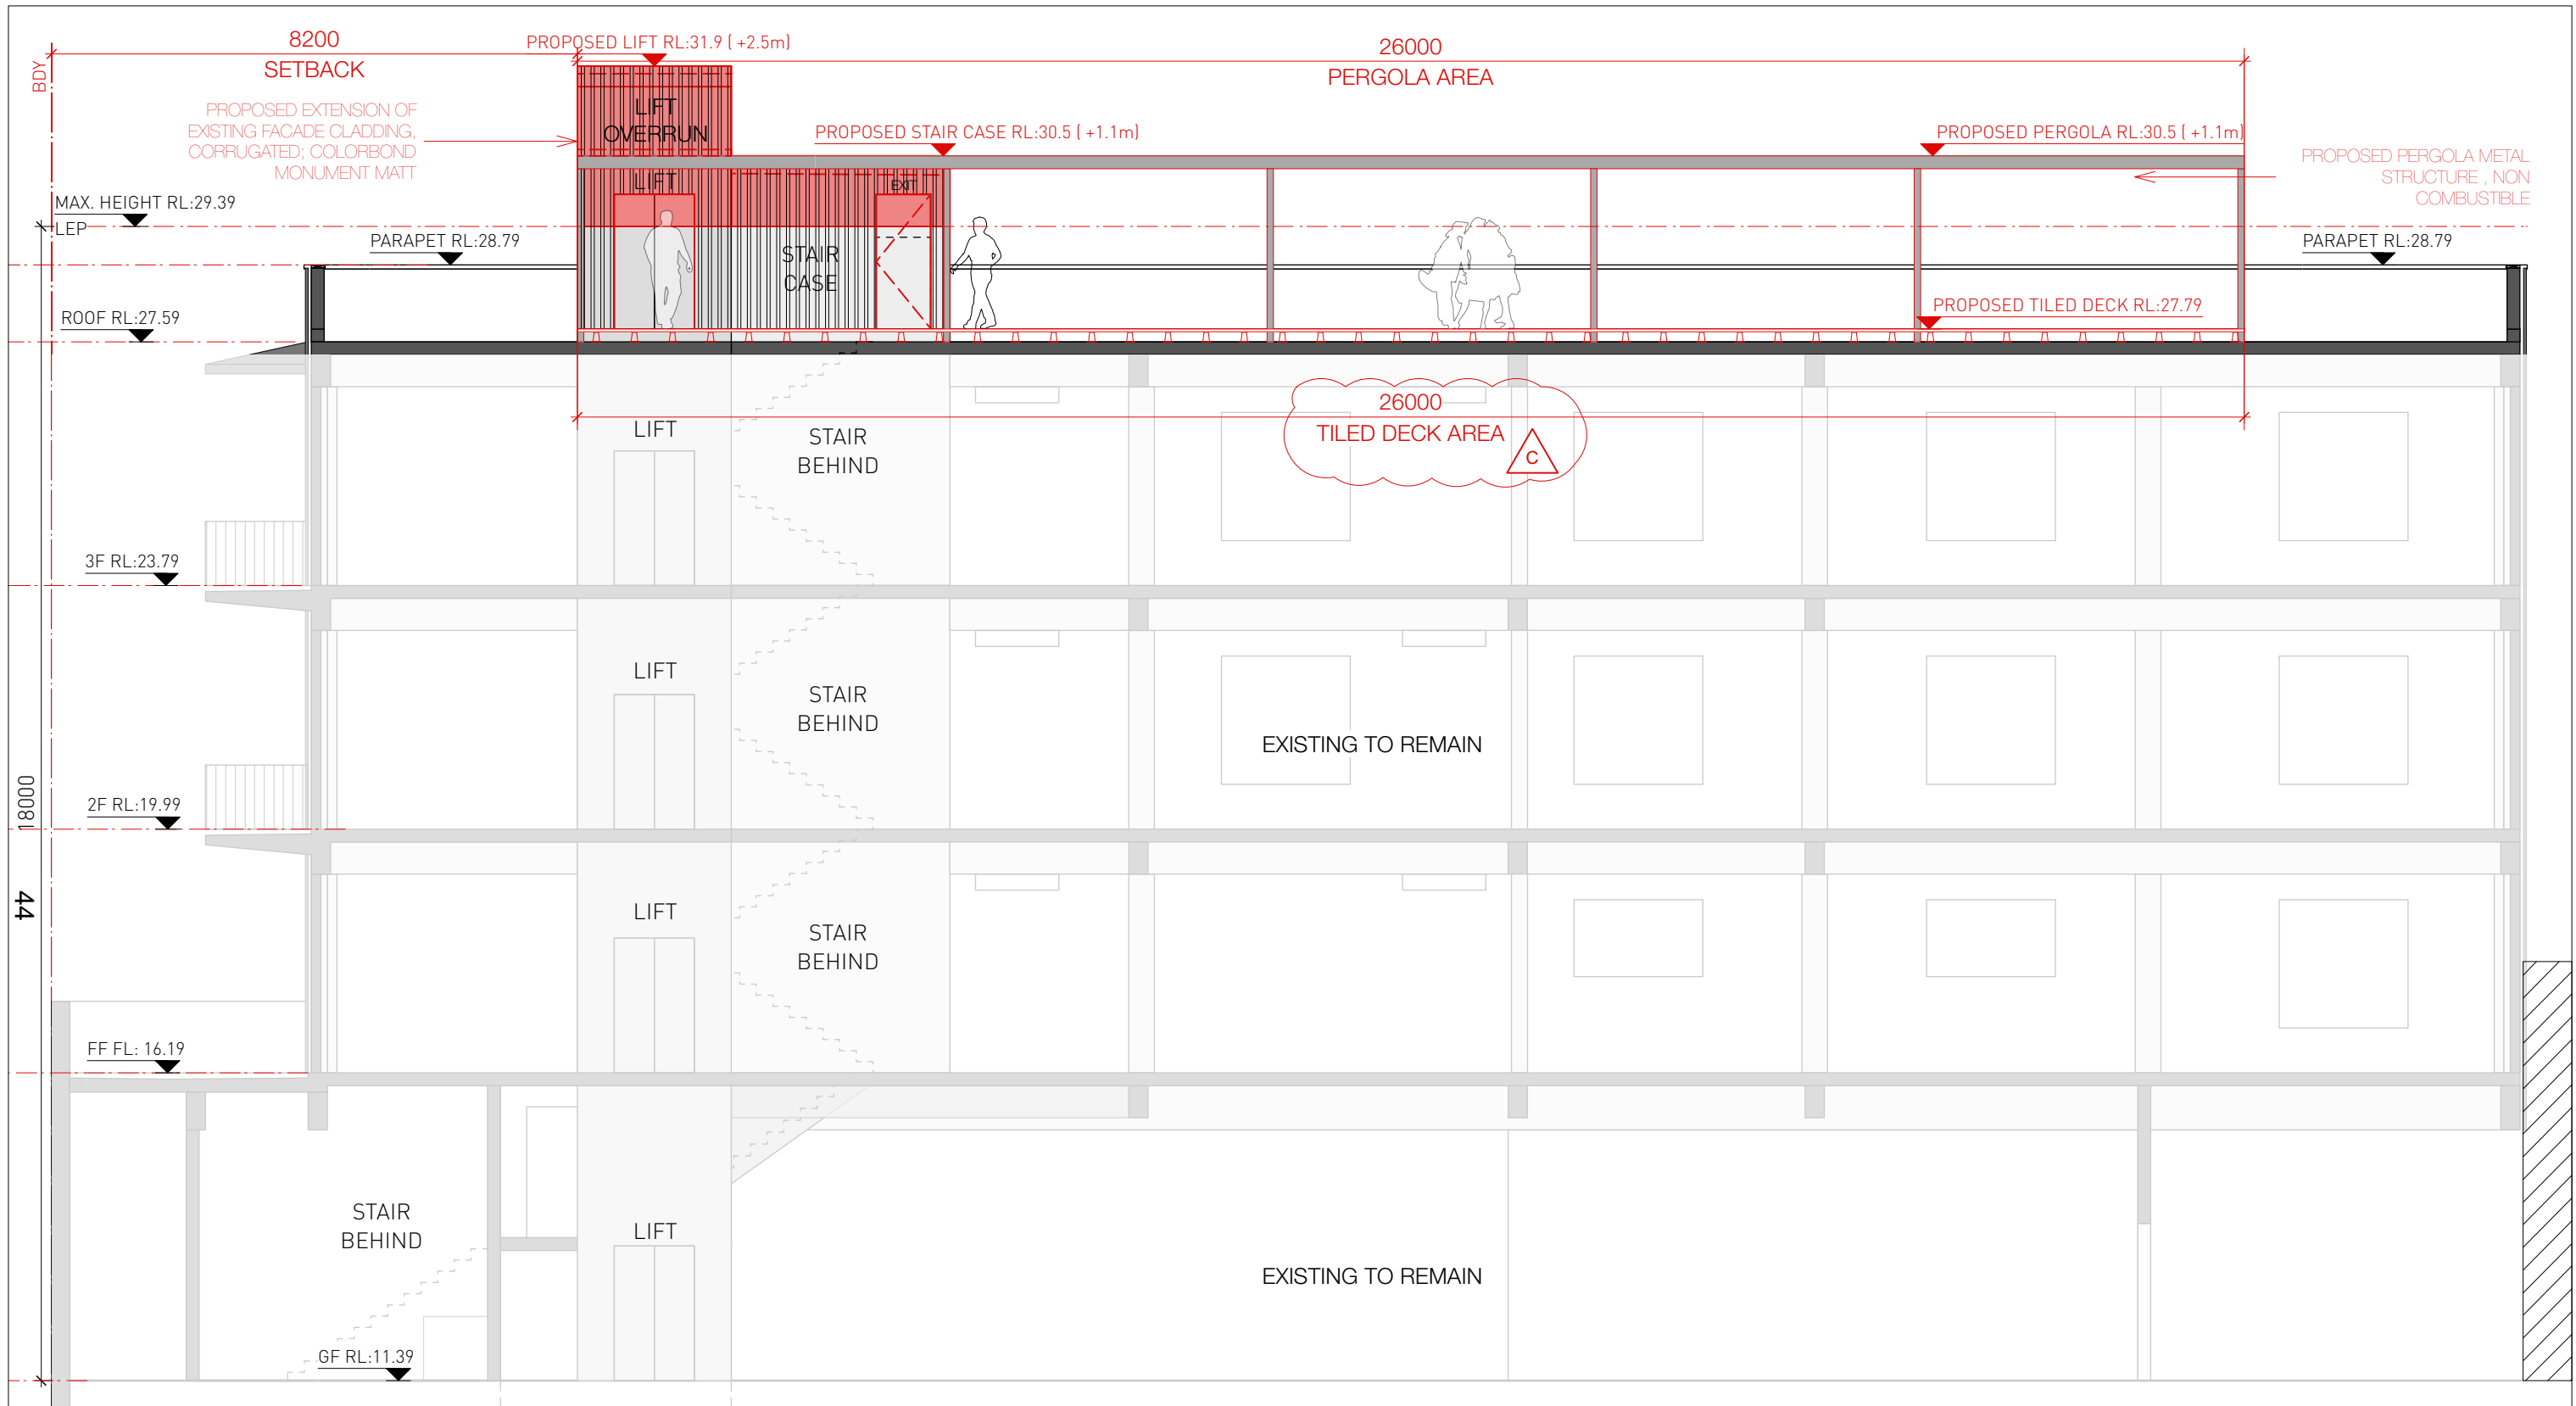 8200
SETBACK
BDY
PROPOSED LIFT RL:31.9 ( +2.5m)
26000
PERGOLA AREA
PROPOSED EXTENSION OF
EXISTING FACADE CLADDING,
CORRUGATED; COLORBOND
MONUMENT MATT
LIFT
OVERRUN
PROPOSED STAIR CASE RL:30.5 ( +1.1m)
PROPOSED PERGOLA RL:30.5 ( +1.1m)
PROPOSED PERGOLA METAL
STRUCTURE , NON
COMBUSTIBLE
LIFT
EXIT
MAX. HEIGHT RL:29.39
LEP
PARAPET RL:28.79
STAIR
CASE
PARAPET RL:28.79
ROOF RL:27.59
PROPOSED TILED DECK RL:27.79
26000
TILED DECK AREA
C
LIFT
STAIR
BEHIND
3F RL:23.79
LIFT
STAIR
BEHIND
EXISTING TO REMAIN
18000
2F RL:19.99
44
LIFT
STAIR
BEHIND
FF FL: 16.19
STAIR
BEHIND
LIFT
EXISTING TO REMAIN
GF RL:11.39